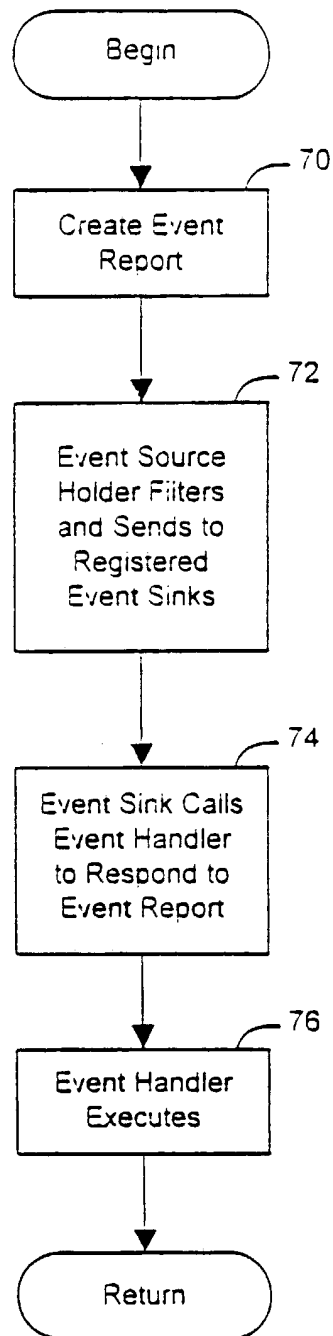 Begin
70
Create Event
Report
72
Event Source
Holder Filters
and Sends to
Registered
Event Sinks
74
Event Sink Calls
Event Handler
to Respond to
Event Report
76
Event Handler
Executes
Return